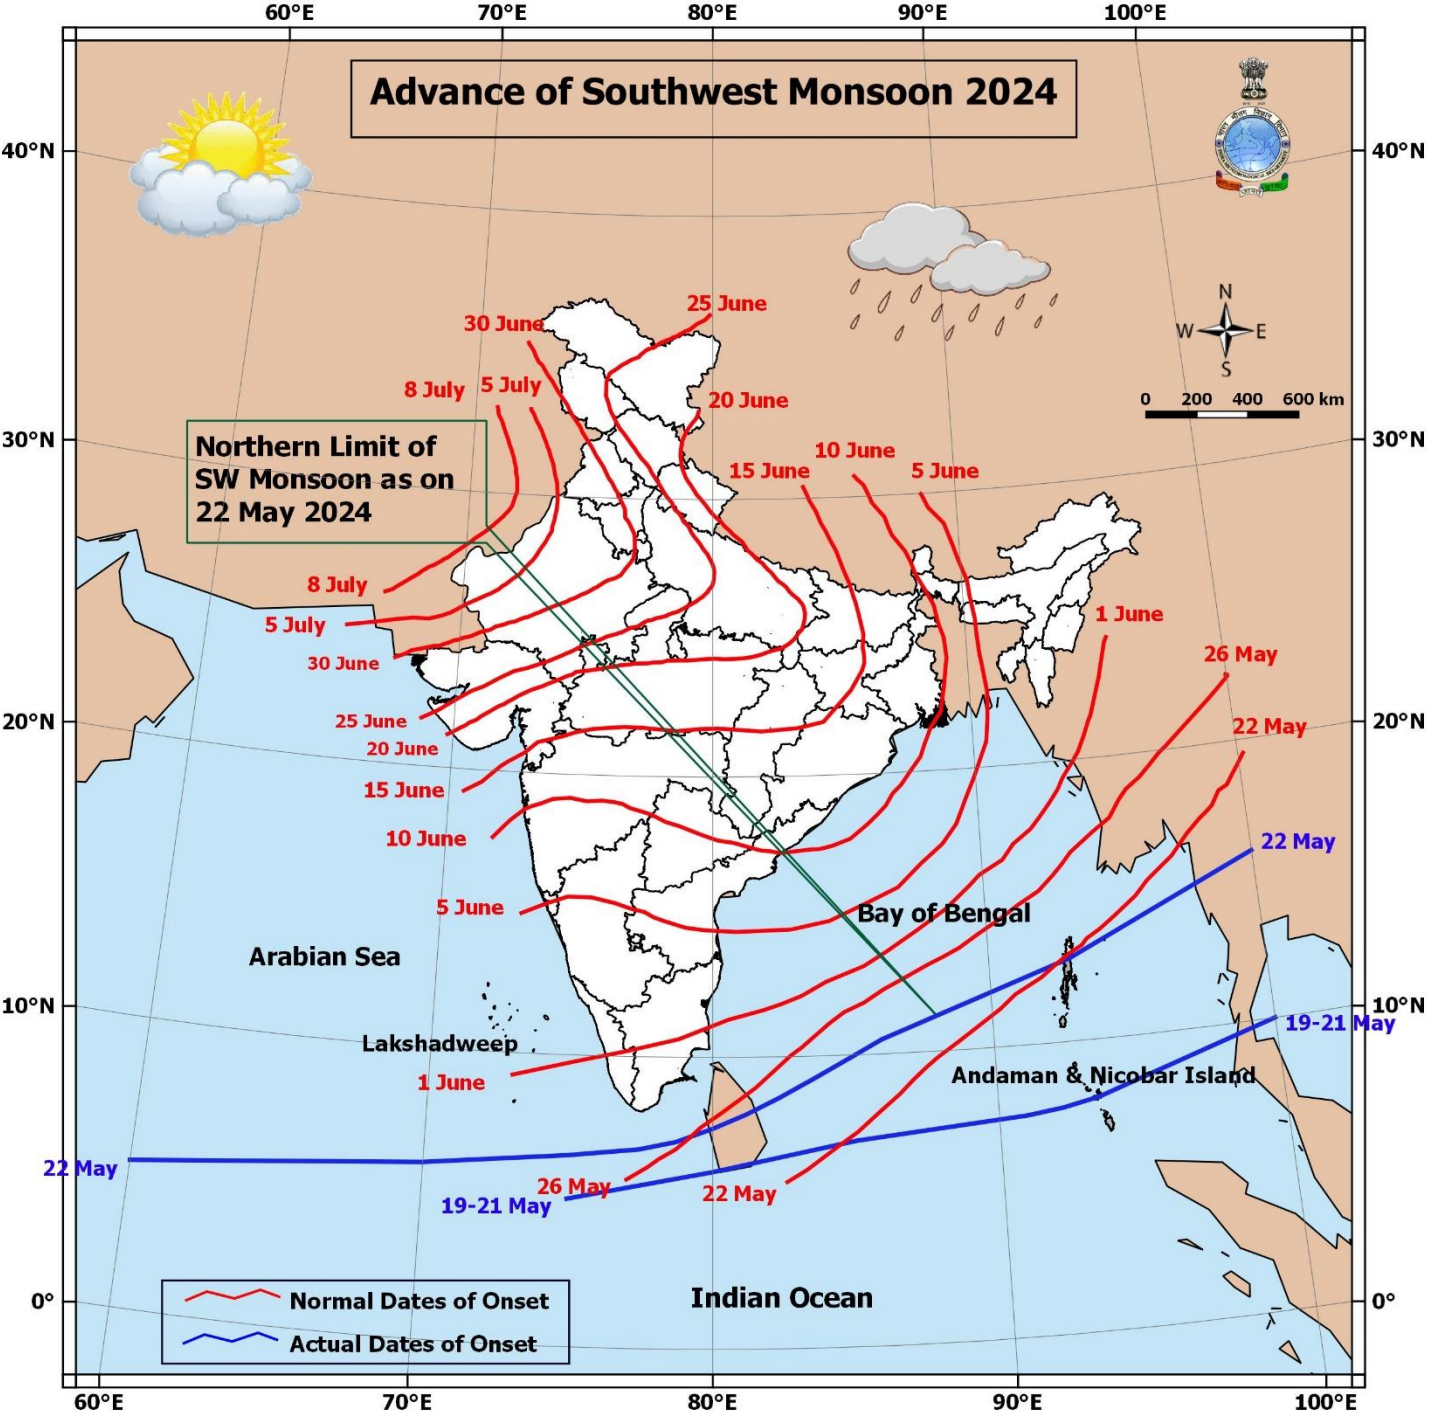 60°E 70°E 80°E 90°E 100°E
Advance of Southwest Monsoon 2024
40°N 40°N
N
W E
S
0 200 400 600 km
25 June
30 June
8 July 5 July
20 June
30°N 30°N
Northern Limit of
SW Monsoon as on
22 May 2024
10 June
15 June 5 June
8 July
5 July
1 June
30 June
26 May
25 June
20°N 20°N
22 May
20 June
15 June
10 June
22 May
5 June
Bay of Bengal
Arabian Sea
10°N 10°N
19-21 May
Lakshadweep
1 June
Andaman & Nicobar Island
22 May
26 May
22 May
19-21 May
Indian Ocean
0° 0°
Normal Dates of Onset
Actual Dates of Onset
60°E 70°E 80°E 90°E 100°E